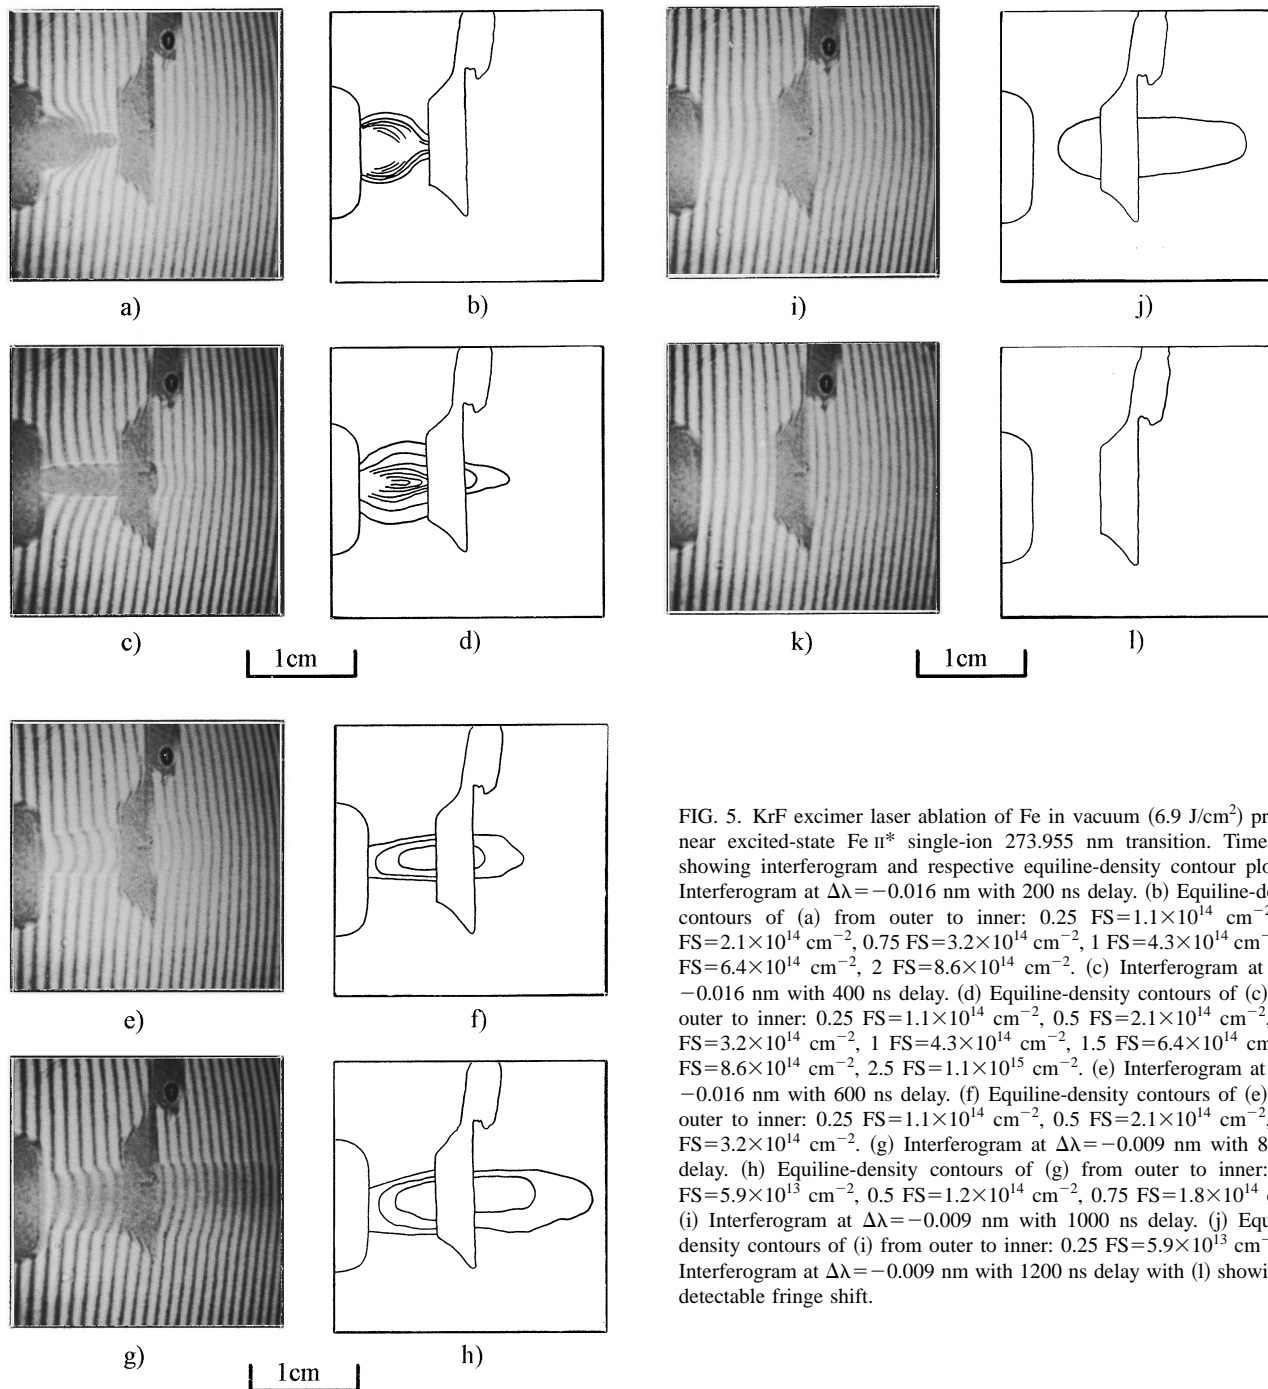 a)
b)
i)
j)
c)
d)
k)
l)
1cm
1cm
e)
f)
g)
h)
1cm
FIG. 5. KrF excimer laser ablation of Fe in vacuum (6.9 J/cm²) pr
near excited-state Fe II* single-ion 273.955 nm transition. Time
showing interferogram and respective equiline-density contour plo
Interferogram at Δλ=−0.016 nm with 200 ns delay. (b) Equiline-de
contours of (a) from outer to inner: 0.25 FS=1.1×10¹⁴ cm⁻²
FS=2.1×10¹⁴ cm⁻², 0.75 FS=3.2×10¹⁴ cm⁻², 1 FS=4.3×10¹⁴ cm⁻
FS=6.4×10¹⁴ cm⁻², 2 FS=8.6×10¹⁴ cm⁻². (c) Interferogram at
−0.016 nm with 400 ns delay. (d) Equiline-density contours of (c)
outer to inner: 0.25 FS=1.1×10¹⁴ cm⁻², 0.5 FS=2.1×10¹⁴ cm⁻²,
FS=3.2×10¹⁴ cm⁻², 1 FS=4.3×10¹⁴ cm⁻², 1.5 FS=6.4×10¹⁴ cm
FS=8.6×10¹⁴ cm⁻², 2.5 FS=1.1×10¹⁵ cm⁻². (e) Interferogram at
−0.016 nm with 600 ns delay. (f) Equiline-density contours of (e)
outer to inner: 0.25 FS=1.1×10¹⁴ cm⁻², 0.5 FS=2.1×10¹⁴ cm⁻²,
FS=3.2×10¹⁴ cm⁻². (g) Interferogram at Δλ=−0.009 nm with 8
delay. (h) Equiline-density contours of (g) from outer to inner:
FS=5.9×10¹³ cm⁻², 0.5 FS=1.2×10¹⁴ cm⁻², 0.75 FS=1.8×10¹⁴ c
(i) Interferogram at Δλ=−0.009 nm with 1000 ns delay. (j) Equ
density contours of (i) from outer to inner: 0.25 FS=5.9×10¹³ cm⁻
Interferogram at Δλ=−0.009 nm with 1200 ns delay with (l) showi
detectable fringe shift.